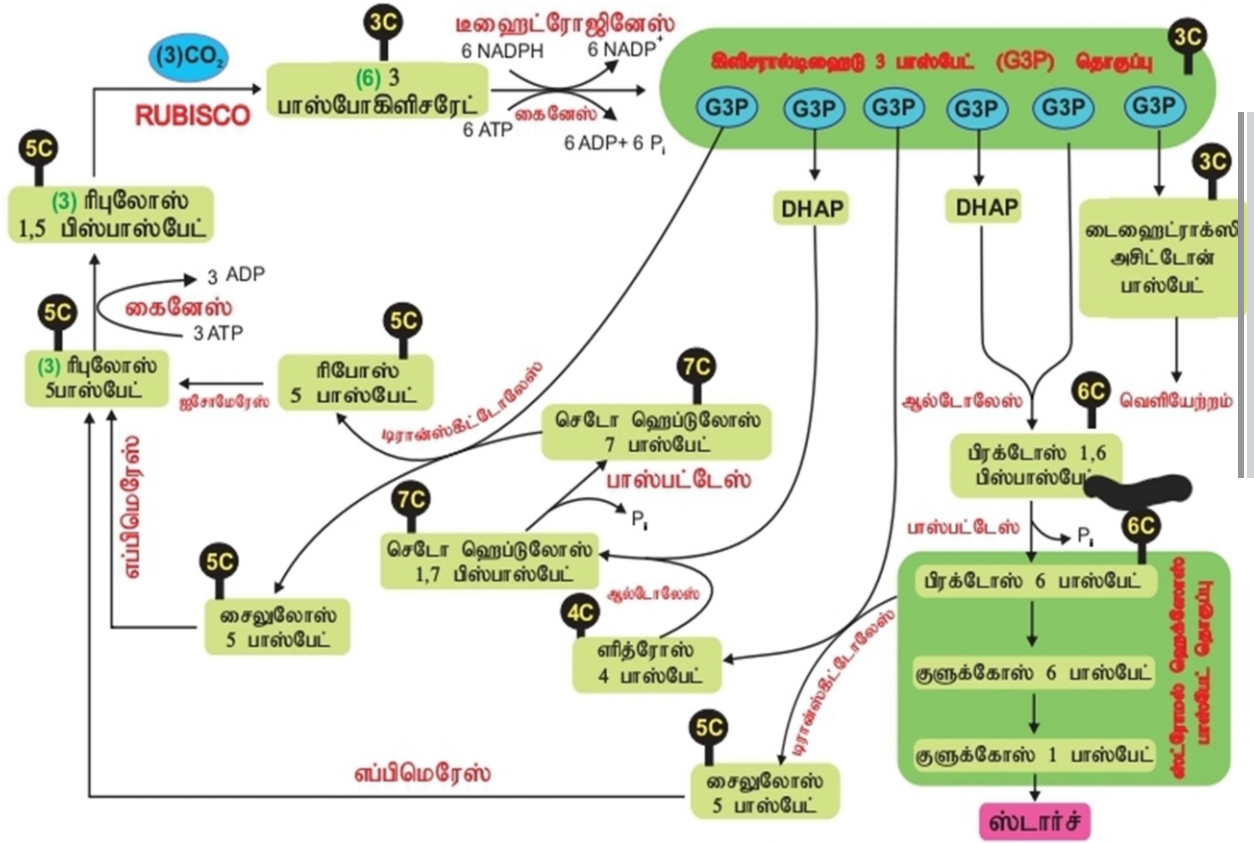 3C
டீஹைட்ரோஜினேஸ்
(3)CO₂
6 NADPH
6 NADP⁺
(6) 3
பாஸ்போகிளிசரேட்
RUBISCO
6 ATP
கைனேஸ்
6 ADP+ 6 Pᵢ
3C
கிளிசரால்டிஹைடு 3 பாஸ்பேட் (G3P) தொகுப்பு
G3P
G3P
G3P
G3P
G3P
G3P
5C
(3) ரிபுலோஸ்
1,5 பிஸ்பாஸ்பேட்
DHAP
DHAP
3C
டைஹைட்ராக்ஸி
அசிட்டோன்
பாஸ்பேட்
வெளியேற்றம்
3 ADP
கைனேஸ்
3 ATP
5C
(3) ரிபுலோஸ்
5பாஸ்பேட்
ஐசோமேரேஸ்
5C
ரிபோஸ்
5 பாஸ்பேட்
டிரான்ஸ்கீட்டோலேஸ்
7C
செடோ ஹெப்டுலோஸ்
7 பாஸ்பேட்
பாஸ்பட்டேஸ்
Pᵢ
7C
செடோ ஹெப்டுலோஸ்
1,7 பிஸ்பாஸ்பேட்
ஆல்டோலேஸ்
4C
எரித்ரோஸ்
4 பாஸ்பேட்
எப்பிமெரேஸ்
5C
சைலுலோஸ்
5 பாஸ்பேட்
டிரான்ஸ்கீட்டோலேஸ்
5C
சைலுலோஸ்
5 பாஸ்பேட்
எப்பிமெரேஸ்
ஆல்டோலேஸ்
6C
பிரக்டோஸ் 1,6
பிஸ்பாஸ்பேட்
பாஸ்பட்டேஸ்
Pᵢ
6C
பிரக்டோஸ் 6 பாஸ்பேட்
குளுக்கோஸ் 6 பாஸ்பேட்
குளுக்கோஸ் 1 பாஸ்பேட்
ஸ்ட்ரோமல் ஹெக்ஸோஸ்
பாஸ்பேட் தொகுப்பு
ஸ்டார்ச்